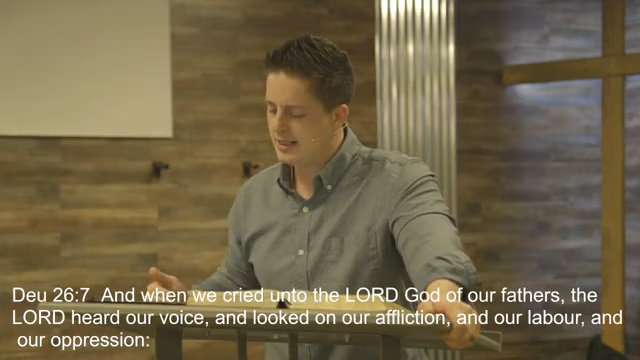 Deu 26:7  And when we cried unto the LORD God of our fathers, the
LORD heard our voice, and looked on our affliction, and our labour, and
our oppression: